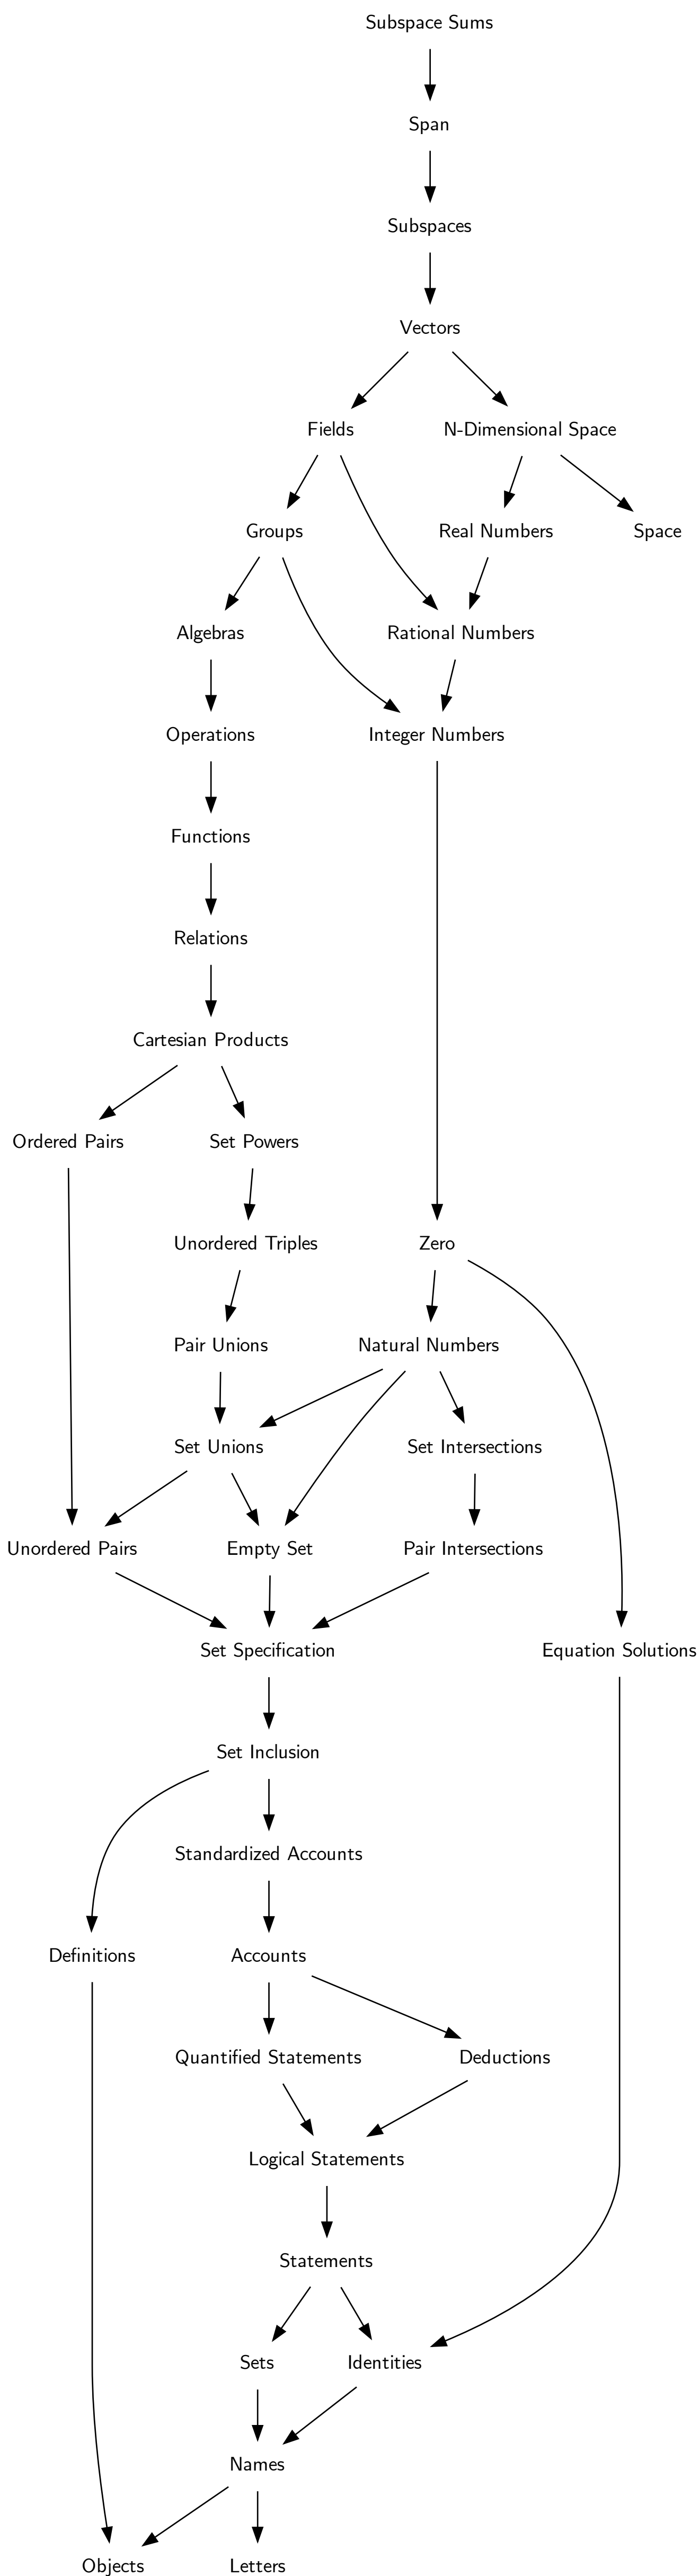 Subspace Sums
Span
Subspaces
Vectors
Fields
N-Dimensional Space
Groups
Real Numbers
Space
Algebras
Rational Numbers
Operations
Integer Numbers
Functions
Relations
Cartesian Products
Ordered Pairs
Set Powers
Unordered Triples
Zero
Pair Unions
Natural Numbers
Set Unions
Set Intersections
Unordered Pairs
Empty Set
Pair Intersections
Set Specification
Equation Solutions
Set Inclusion
Standardized Accounts
Definitions
Accounts
Quantified Statements
Deductions
Logical Statements
Statements
Sets
Identities
Names
Objects
Letters